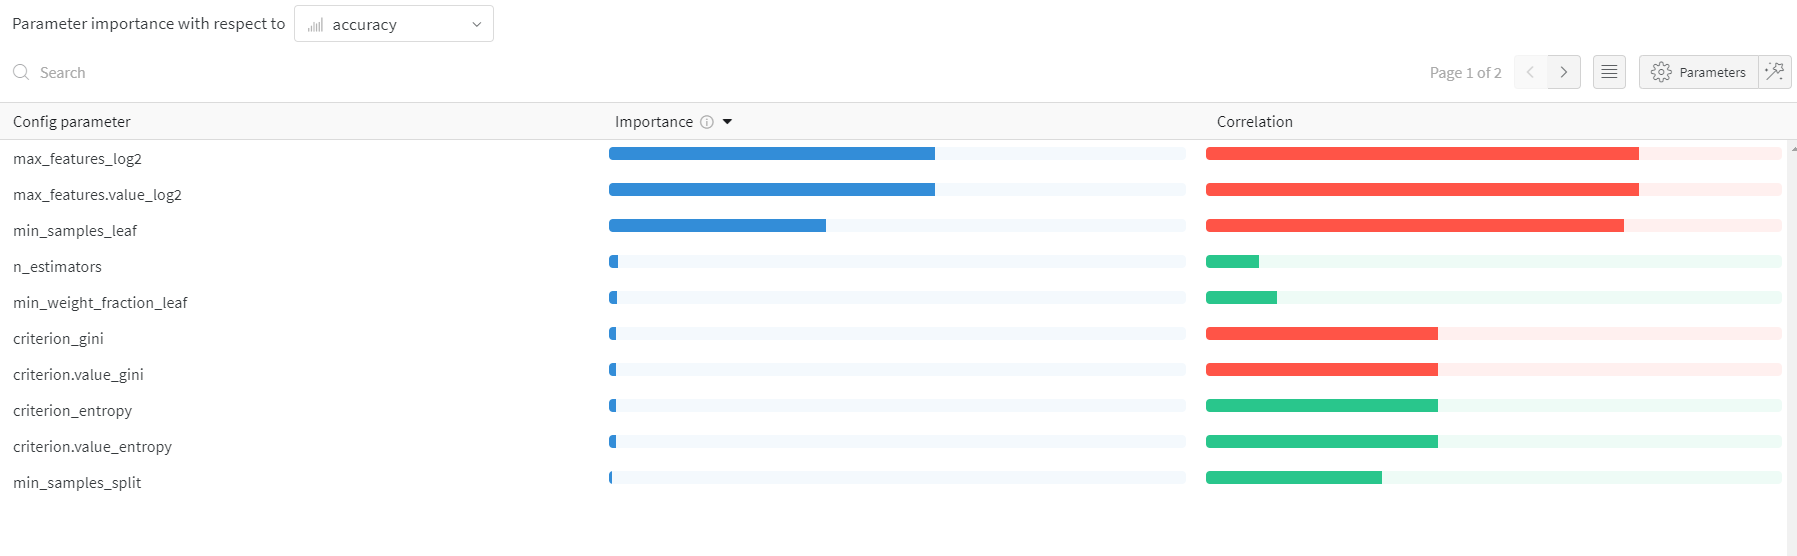 Parameter importance with respect to accuracy
Search Page 1 of 2 Parameters
Config parameter Importance Correlation
max_features_log2
max_features.value_log2
min_samples_leaf
n_estimators
min_weight_fraction_leaf
criterion_gini
criterion.value_gini
criterion_entropy
criterion.value_entropy
min_samples_split